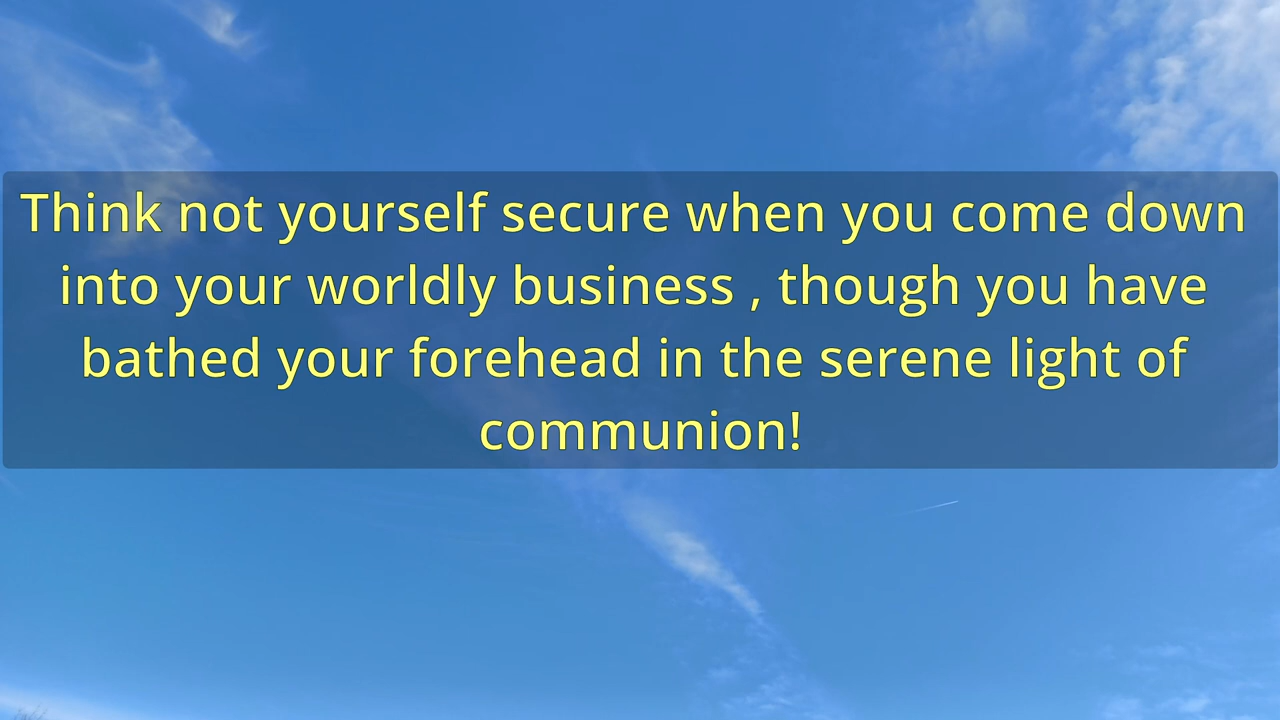 Think not yourself secure when you come down
into your worldly business , though you have
bathed your forehead in the serene light of
communion!